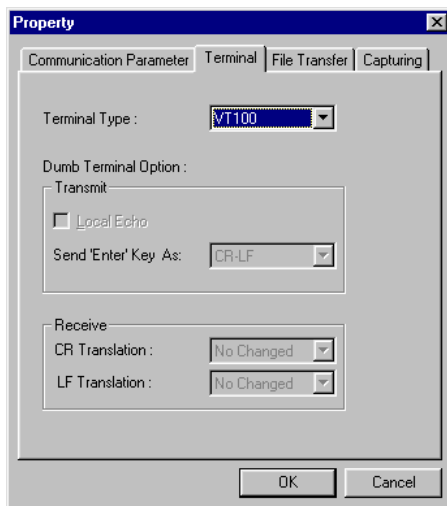 Property
Communication Parameter Terminal File Transfer Capturing
Terminal Type : VT100
Dumb Terminal Option :
Transmit
Local Echo
Send 'Enter' Key As: CR-LF
Receive
CR Translation : No Changed
LF Translation : No Changed
OK Cancel